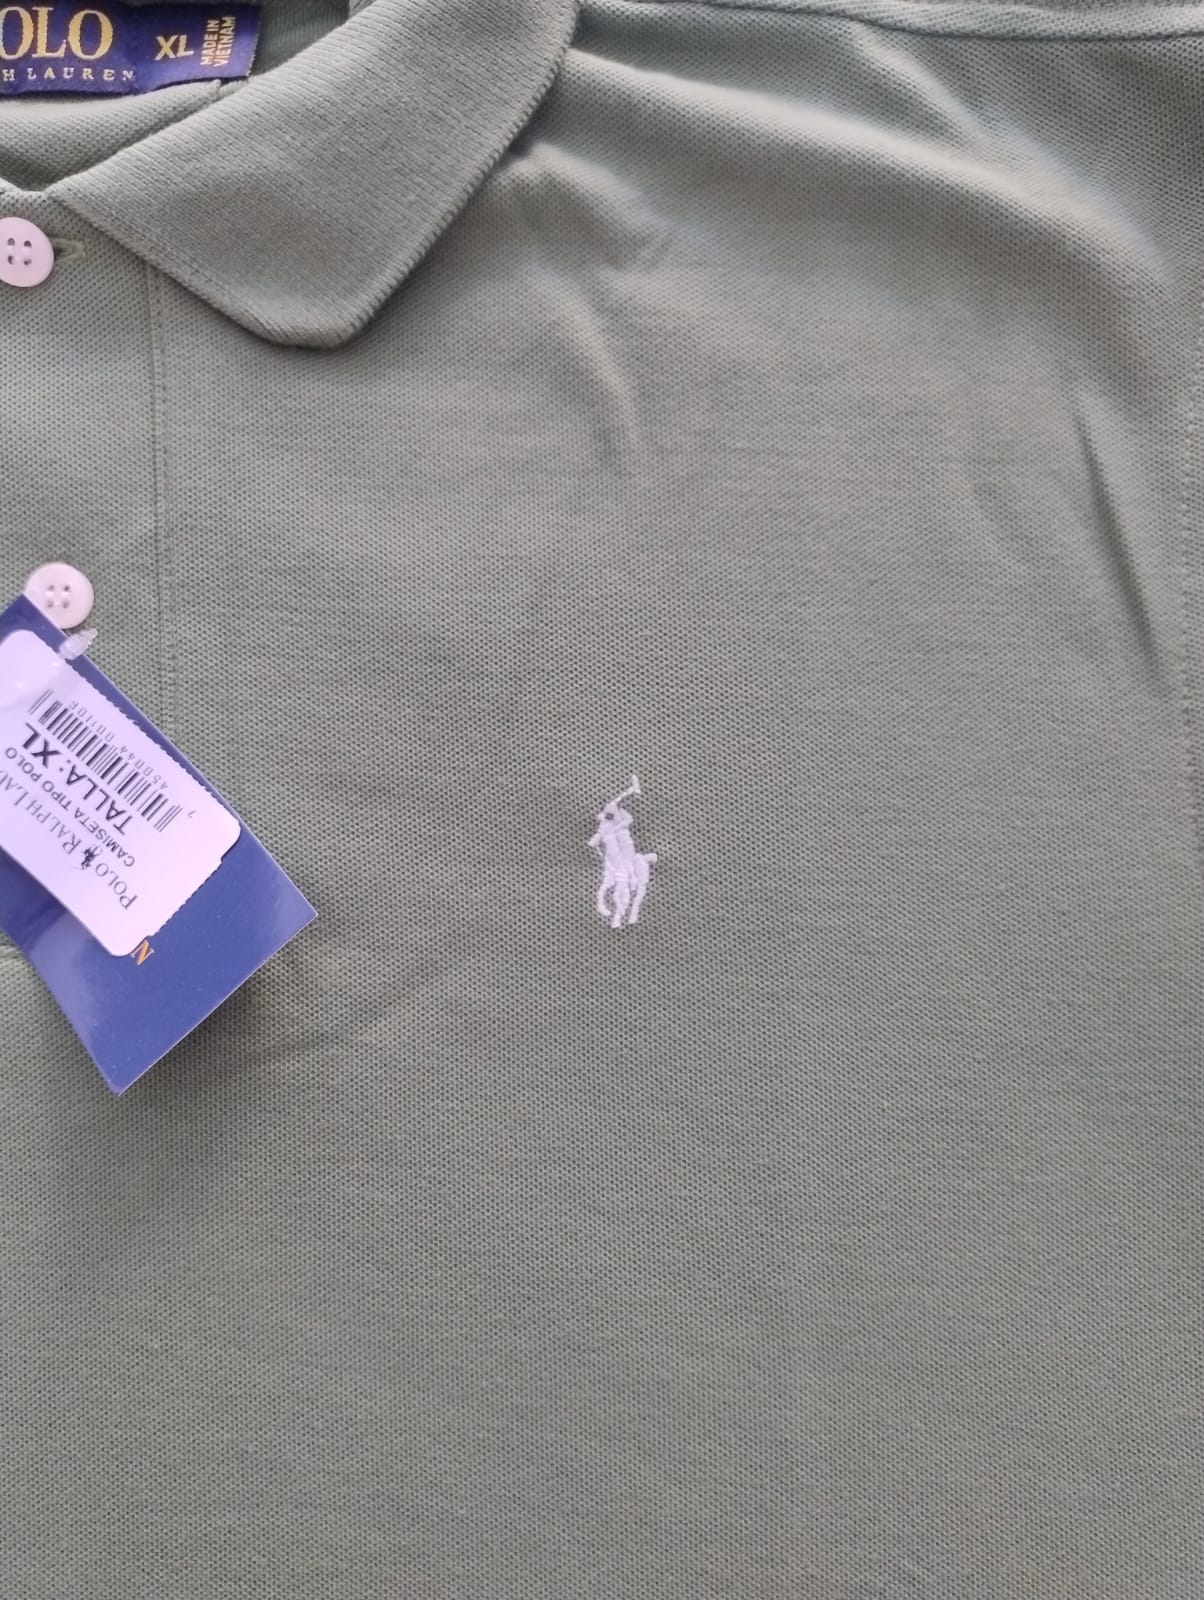 OLO
H LAUREN
XL
MADE IN
VIETNAM
POLO RALPH LAU
CAMISETA TIPO POLO
TALLA: XL
N